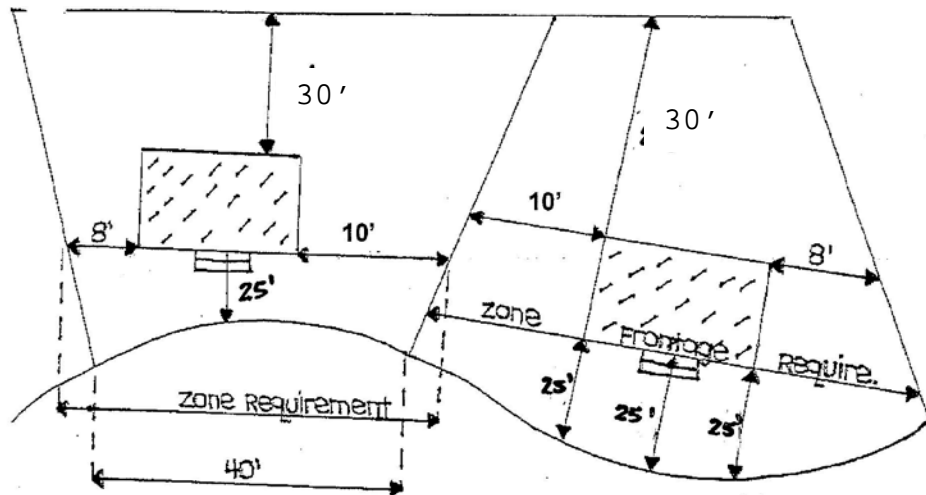 30'
30'
8'
10'
25'
10'
8'
zone
Frontage
Require.
25'
25'
25'
zone Requirement
40'